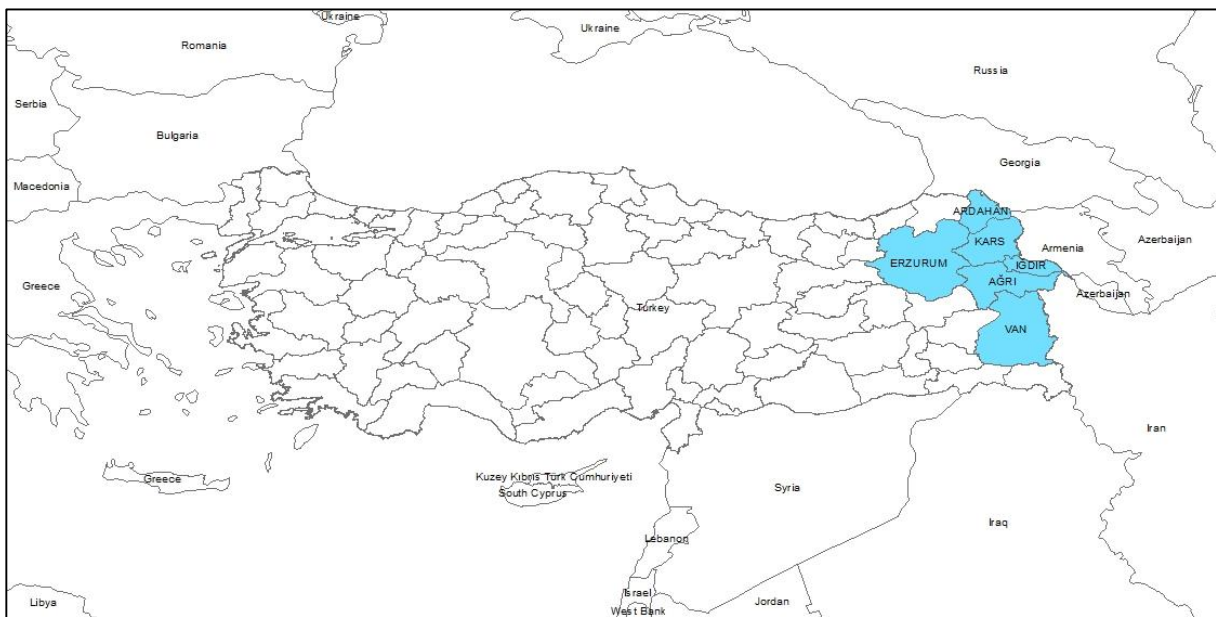 Ukraine
Ukraine
Romania
Russia
Serbia
Bulgaria
Georgia
Macedonia
ARDAHAN
KARS
Armenia
Azerbaijan
ERZURUM
IGDIR
Greece
AĞRI
Azerbaijan
Turkey
VAN
Iran
Greece
Kuzey Kıbrıs Türk Cumhuriyeti
South Cyprus
Syria
Iraq
Lebanon
Israel
Libya
Jordan
West Bank